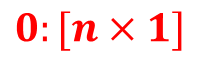 0: [n × 1]